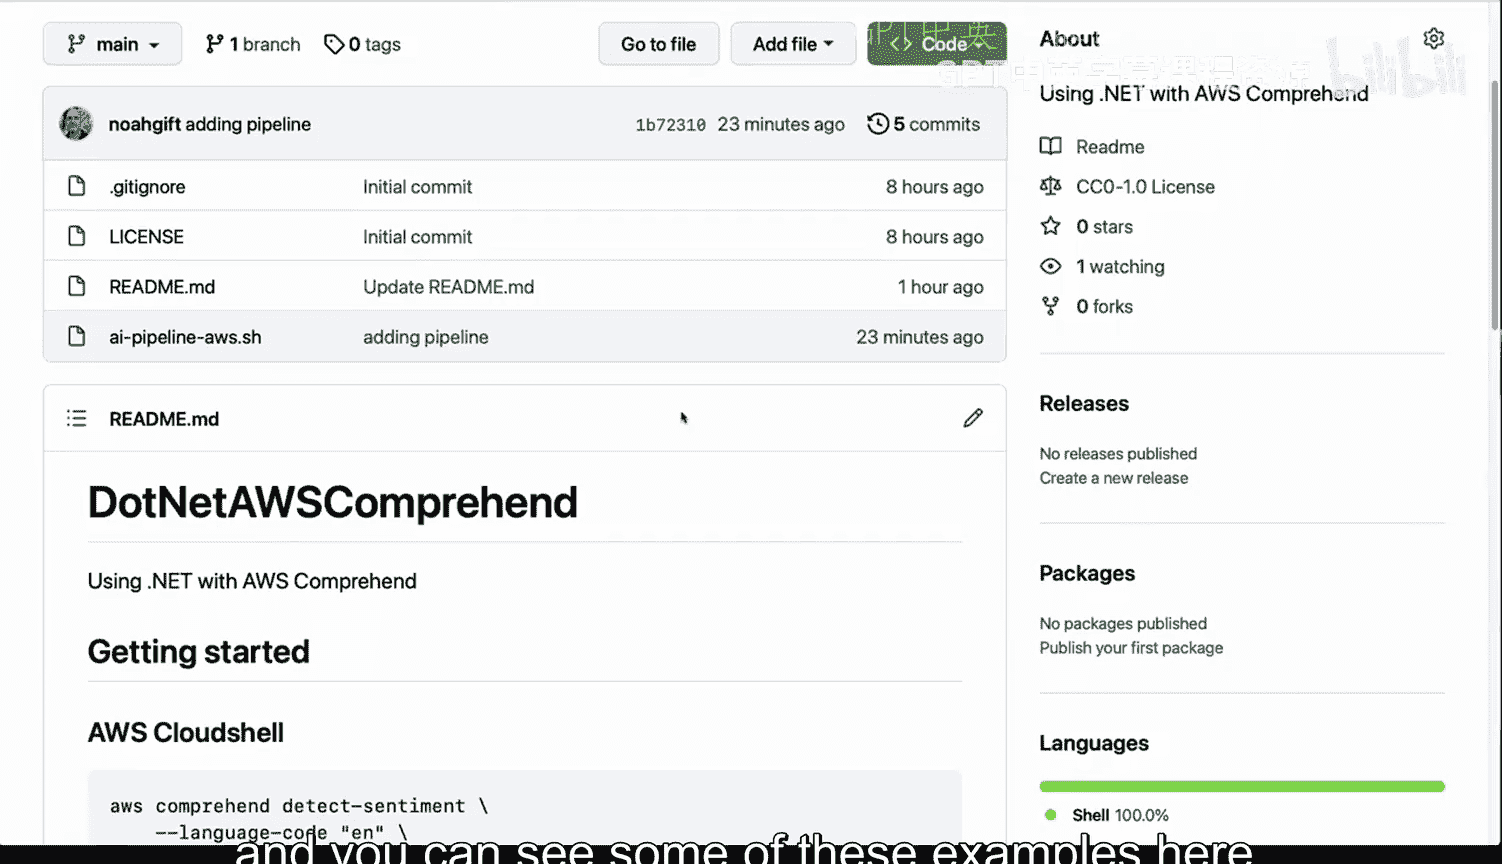 main
1 branch
0 tags
Go to file
Add file
Code
noahgift adding pipeline
1b72310 23 minutes ago
5 commits
.gitignore
Initial commit
8 hours ago
LICENSE
Initial commit
8 hours ago
README.md
Update README.md
1 hour ago
ai-pipeline-aws.sh
adding pipeline
23 minutes ago
README.md
DotNetAWSComprehend
Using .NET with AWS Comprehend
Getting started
AWS Cloudshell
aws comprehend detect-sentiment \
--language-code "en" \
About
bilibili
Using .NET with AWS Comprehend
Readme
CC0-1.0 License
0 stars
1 watching
0 forks
Releases
No releases published
Create a new release
Packages
No packages published
Publish your first package
Languages
Shell 100.0%
and you can see some of these examples here